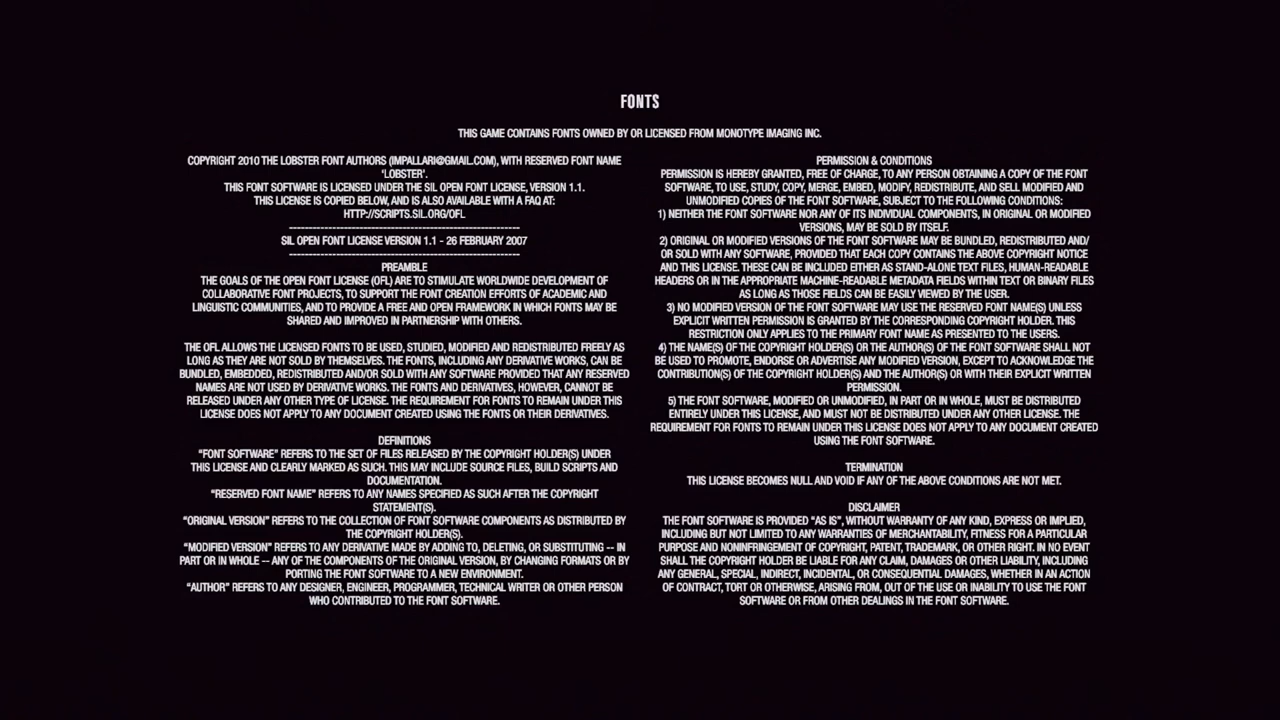 FONTS
THIS GAME CONTAINS FONTS OWNED BY OR LICENSED FROM MONOTYPE IMAGING INC.
COPYRIGHT 2010 THE LOBSTER FONT AUTHORS (IMPALLARI@GMAIL.COM), WITH RESERVED FONT NAME
'LOBSTER'.
THIS FONT SOFTWARE IS LICENSED UNDER THE SIL OPEN FONT LICENSE, VERSION 1.1.
THIS LICENSE IS COPIED BELOW, AND IS ALSO AVAILABLE WITH A FAQ AT:
HTTP://SCRIPTS.SIL.ORG/OFL
-----------------------------------------------------------
SIL OPEN FONT LICENSE VERSION 1.1 - 26 FEBRUARY 2007
-----------------------------------------------------------
PREAMBLE
THE GOALS OF THE OPEN FONT LICENSE (OFL) ARE TO STIMULATE WORLDWIDE DEVELOPMENT OF
COLLABORATIVE FONT PROJECTS, TO SUPPORT THE FONT CREATION EFFORTS OF ACADEMIC AND
LINGUISTIC COMMUNITIES, AND TO PROVIDE A FREE AND OPEN FRAMEWORK IN WHICH FONTS MAY BE
SHARED AND IMPROVED IN PARTNERSHIP WITH OTHERS.
THE OFL ALLOWS THE LICENSED FONTS TO BE USED, STUDIED, MODIFIED AND REDISTRIBUTED FREELY AS
LONG AS THEY ARE NOT SOLD BY THEMSELVES. THE FONTS, INCLUDING ANY DERIVATIVE WORKS, CAN BE
BUNDLED, EMBEDDED, REDISTRIBUTED AND/OR SOLD WITH ANY SOFTWARE PROVIDED THAT ANY RESERVED
NAMES ARE NOT USED BY DERIVATIVE WORKS. THE FONTS AND DERIVATIVES, HOWEVER, CANNOT BE
RELEASED UNDER ANY OTHER TYPE OF LICENSE. THE REQUIREMENT FOR FONTS TO REMAIN UNDER THIS
LICENSE DOES NOT APPLY TO ANY DOCUMENT CREATED USING THE FONTS OR THEIR DERIVATIVES.
DEFINITIONS
"FONT SOFTWARE" REFERS TO THE SET OF FILES RELEASED BY THE COPYRIGHT HOLDER(S) UNDER
THIS LICENSE AND CLEARLY MARKED AS SUCH. THIS MAY INCLUDE SOURCE FILES, BUILD SCRIPTS AND
DOCUMENTATION.
"RESERVED FONT NAME" REFERS TO ANY NAMES SPECIFIED AS SUCH AFTER THE COPYRIGHT
STATEMENT(S).
"ORIGINAL VERSION" REFERS TO THE COLLECTION OF FONT SOFTWARE COMPONENTS AS DISTRIBUTED BY
THE COPYRIGHT HOLDER(S).
"MODIFIED VERSION" REFERS TO ANY DERIVATIVE MADE BY ADDING TO, DELETING, OR SUBSTITUTING -- IN
PART OR IN WHOLE -- ANY OF THE COMPONENTS OF THE ORIGINAL VERSION, BY CHANGING FORMATS OR BY
PORTING THE FONT SOFTWARE TO A NEW ENVIRONMENT.
"AUTHOR" REFERS TO ANY DESIGNER, ENGINEER, PROGRAMMER, TECHNICAL WRITER OR OTHER PERSON
WHO CONTRIBUTED TO THE FONT SOFTWARE.
PERMISSION & CONDITIONS
PERMISSION IS HEREBY GRANTED, FREE OF CHARGE, TO ANY PERSON OBTAINING A COPY OF THE FONT
SOFTWARE, TO USE, STUDY, COPY, MERGE, EMBED, MODIFY, REDISTRIBUTE, AND SELL MODIFIED AND
UNMODIFIED COPIES OF THE FONT SOFTWARE, SUBJECT TO THE FOLLOWING CONDITIONS:
1) NEITHER THE FONT SOFTWARE NOR ANY OF ITS INDIVIDUAL COMPONENTS, IN ORIGINAL OR MODIFIED
VERSIONS, MAY BE SOLD BY ITSELF.
2) ORIGINAL OR MODIFIED VERSIONS OF THE FONT SOFTWARE MAY BE BUNDLED, REDISTRIBUTED AND/
OR SOLD WITH ANY SOFTWARE, PROVIDED THAT EACH COPY CONTAINS THE ABOVE COPYRIGHT NOTICE
AND THIS LICENSE. THESE CAN BE INCLUDED EITHER AS STAND-ALONE TEXT FILES, HUMAN-READABLE
HEADERS OR IN THE APPROPRIATE MACHINE-READABLE METADATA FIELDS WITHIN TEXT OR BINARY FILES
AS LONG AS THOSE FIELDS CAN BE EASILY VIEWED BY THE USER.
3) NO MODIFIED VERSION OF THE FONT SOFTWARE MAY USE THE RESERVED FONT NAME(S) UNLESS
EXPLICIT WRITTEN PERMISSION IS GRANTED BY THE CORRESPONDING COPYRIGHT HOLDER. THIS
RESTRICTION ONLY APPLIES TO THE PRIMARY FONT NAME AS PRESENTED TO THE USERS.
4) THE NAME(S) OF THE COPYRIGHT HOLDER(S) OR THE AUTHOR(S) OF THE FONT SOFTWARE SHALL NOT
BE USED TO PROMOTE, ENDORSE OR ADVERTISE ANY MODIFIED VERSION, EXCEPT TO ACKNOWLEDGE THE
CONTRIBUTION(S) OF THE COPYRIGHT HOLDER(S) AND THE AUTHOR(S) OR WITH THEIR EXPLICIT WRITTEN
PERMISSION.
5) THE FONT SOFTWARE, MODIFIED OR UNMODIFIED, IN PART OR IN WHOLE, MUST BE DISTRIBUTED
ENTIRELY UNDER THIS LICENSE, AND MUST NOT BE DISTRIBUTED UNDER ANY OTHER LICENSE. THE
REQUIREMENT FOR FONTS TO REMAIN UNDER THIS LICENSE DOES NOT APPLY TO ANY DOCUMENT CREATED
USING THE FONT SOFTWARE.
TERMINATION
THIS LICENSE BECOMES NULL AND VOID IF ANY OF THE ABOVE CONDITIONS ARE NOT MET.
DISCLAIMER
THE FONT SOFTWARE IS PROVIDED "AS IS", WITHOUT WARRANTY OF ANY KIND, EXPRESS OR IMPLIED,
INCLUDING BUT NOT LIMITED TO ANY WARRANTIES OF MERCHANTABILITY, FITNESS FOR A PARTICULAR
PURPOSE AND NONINFRINGEMENT OF COPYRIGHT, PATENT, TRADEMARK, OR OTHER RIGHT. IN NO EVENT
SHALL THE COPYRIGHT HOLDER BE LIABLE FOR ANY CLAIM, DAMAGES OR OTHER LIABILITY, INCLUDING
ANY GENERAL, SPECIAL, INDIRECT, INCIDENTAL, OR CONSEQUENTIAL DAMAGES, WHETHER IN AN ACTION
OF CONTRACT, TORT OR OTHERWISE, ARISING FROM, OUT OF THE USE OR INABILITY TO USE THE FONT
SOFTWARE OR FROM OTHER DEALINGS IN THE FONT SOFTWARE.